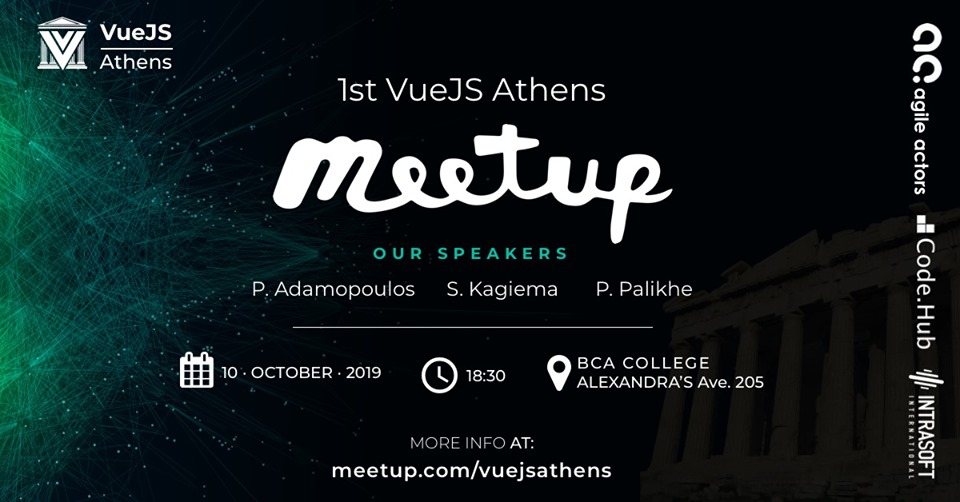 VueJS
Athens
1st VueJS Athens
meetup
OUR SPEAKERS
P. Adamopoulos S. Kagiema P. Palikhe
10 · OCTOBER · 2019
18:30
BCA COLLEGE
ALEXANDRA'S Ave. 205
MORE INFO AT:
meetup.com/vuejsathens
agile actors
Code.Hub
INTRASOFT
INTERNATIONAL